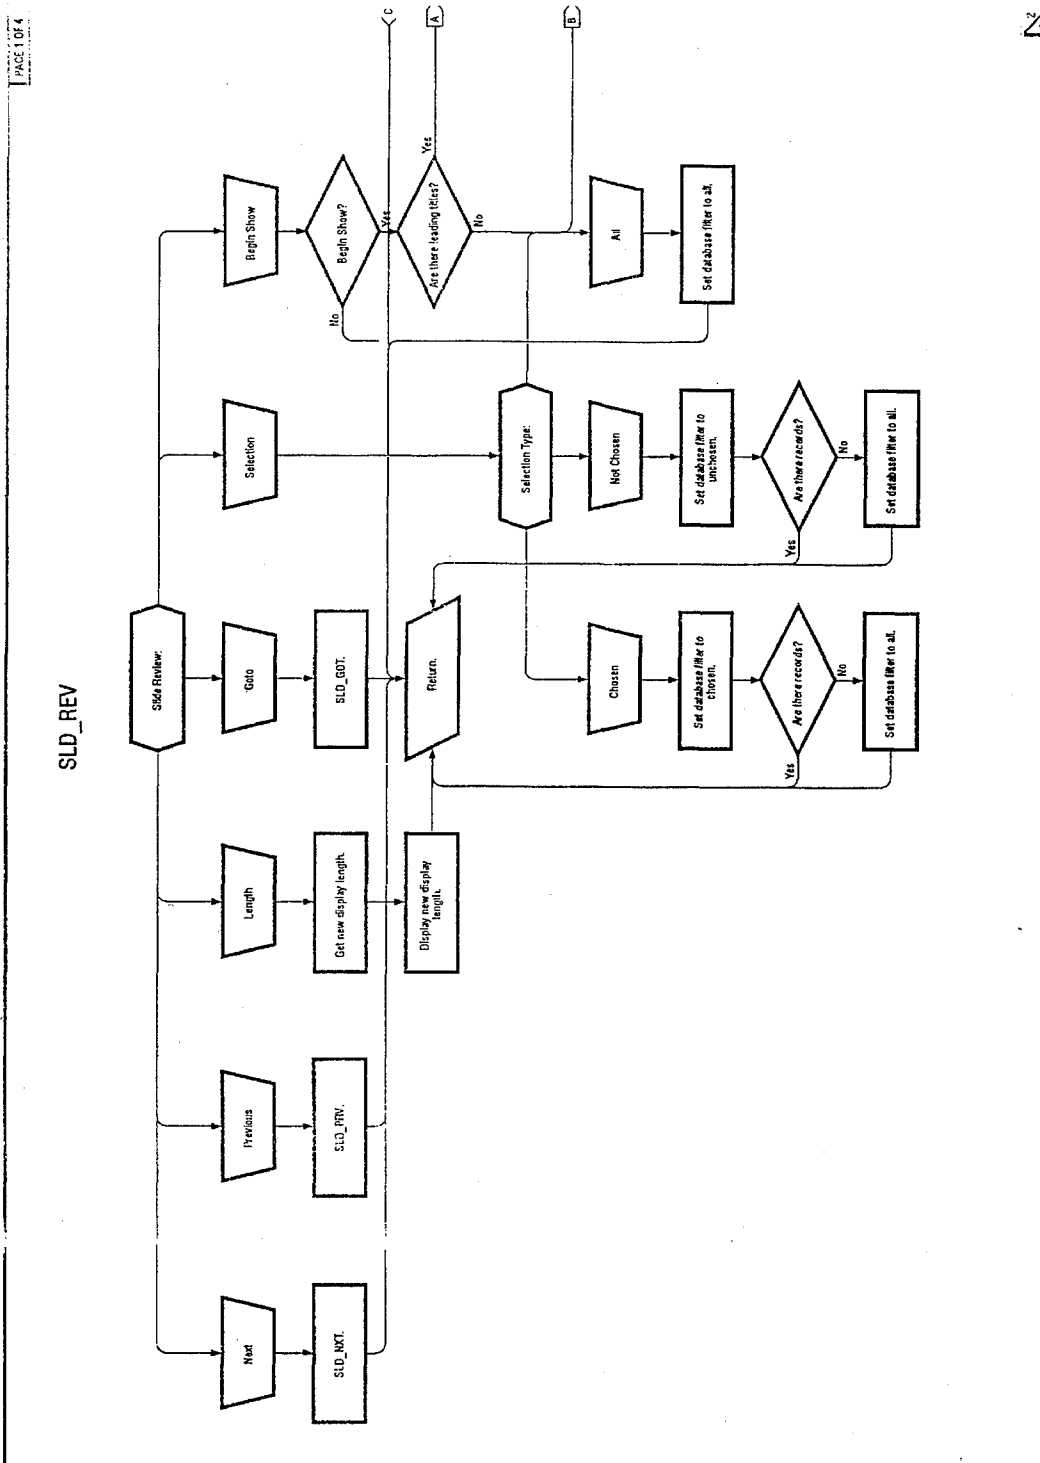 PAGE 1 OF 4
SLD_REV
Slide Review:
Next
Previous
Length
Goto
Selection
Begin Show
SLD_NXT.
SLD_PRV.
Get new display length.
SLD_GOT.
Begin Show?
No
Yes
C
Display new display
length.
Return.
Are there leading titles?
Yes
No
A
Selection Type:
B
Chosen
Not Chosen
All
Set database filter to
chosen.
Set database filter to
unchosen.
Set database filter to all.
Are there records?
Yes
No
Are there records?
Yes
No
Set database filter to all.
Set database filter to all.
2